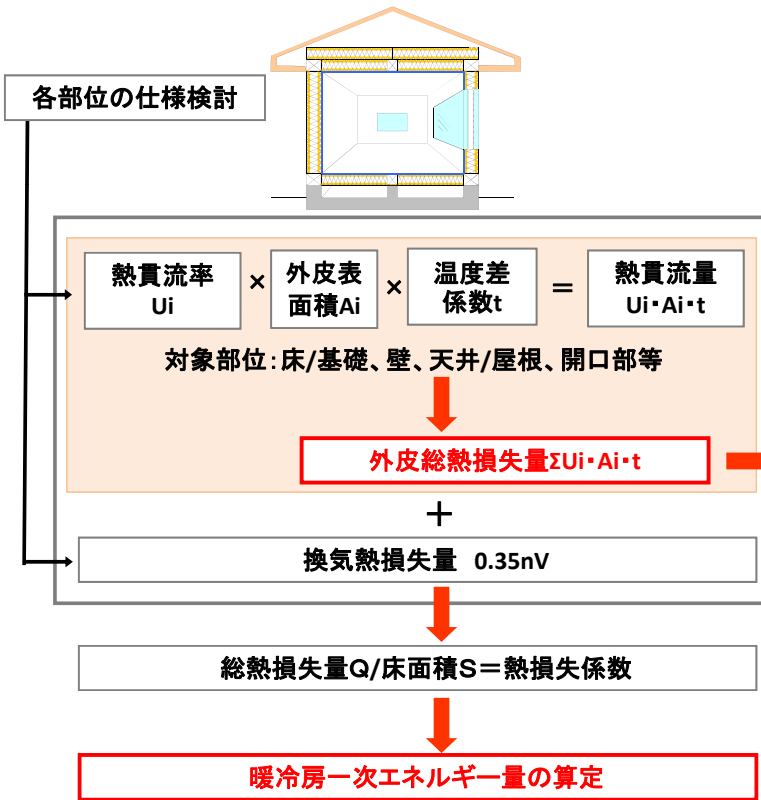 各部位の仕様検討
熱貫流率
Ui
×
外皮表
面積Ai
×
温度差
係数t
＝
熱貫流量
Ui・Ai・t
対象部位：床/基礎、壁、天井/屋根、開口部等
外皮総熱損失量ΣUi・Ai・t
＋
換気熱損失量 0.35nV
総熱損失量Q/床面積S＝熱損失係数
暖冷房一次エネルギー量の算定